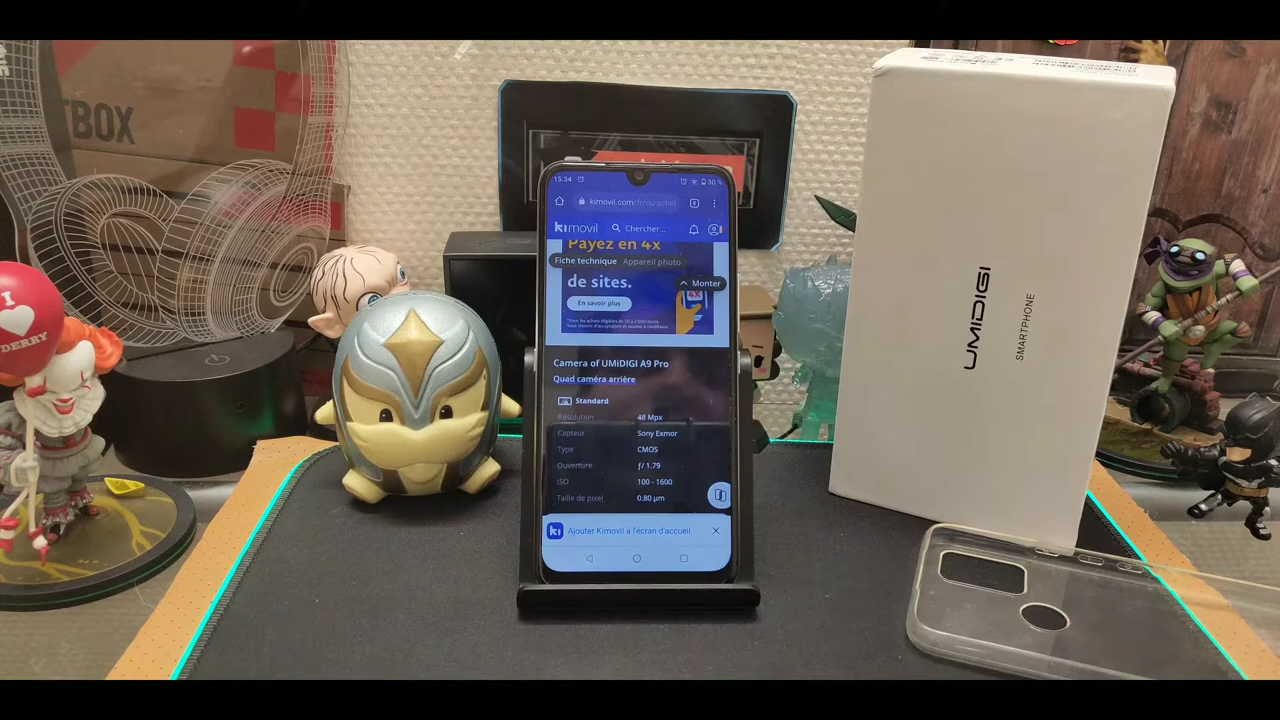 TBOX
I
DERRY
15:34
30 %
kimovil.com/fr/ou-achet
kimovil
Chercher...
Payez en 4x
Fiche technique
Appareil photo
de sites.
Monter
4X
En savoir plus
Camera of UMiDIGI A9 Pro
Quad caméra arrière
Standard
Résolution 48 Mpx
Capteur Sony Exmor
Type CMOS
Ouverture ƒ/ 1.79
ISO 100 - 1600
Taille de pixel 0.80 µm
ki
Ajouter Kimovil à l'écran d'accueil
UMIDIGI
SMARTPHONE